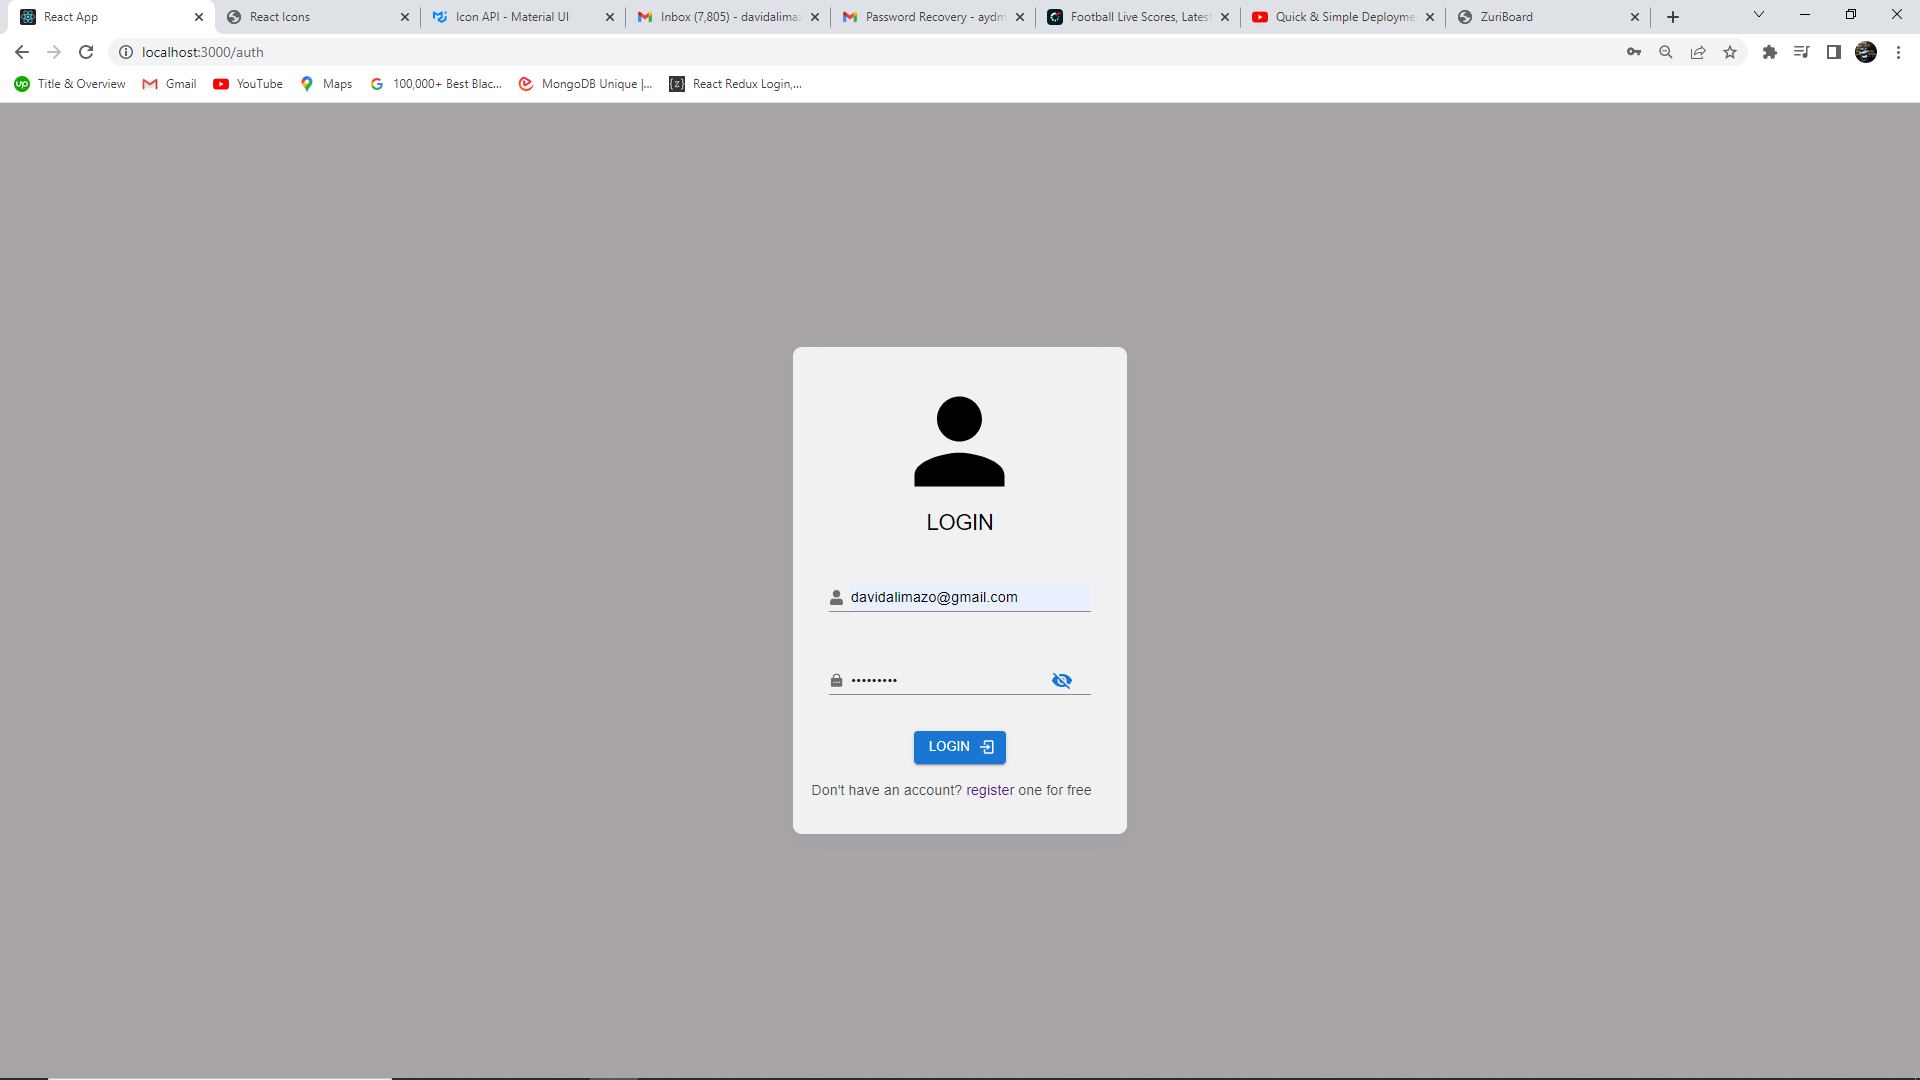 React App
React Icons
Icon API - Material UI
Inbox (7,805) - davidalimaz
Password Recovery - aydm
Football Live Scores, Latest
Quick & Simple Deployme
ZuriBoard
localhost:3000/auth
Title & Overview
Gmail
YouTube
Maps
100,000+ Best Blac...
MongoDB Unique |...
{z}
React Redux Login,...
LOGIN
davidalimazo@gmail.com
•••••••••
LOGIN
Don't have an account? register one for free